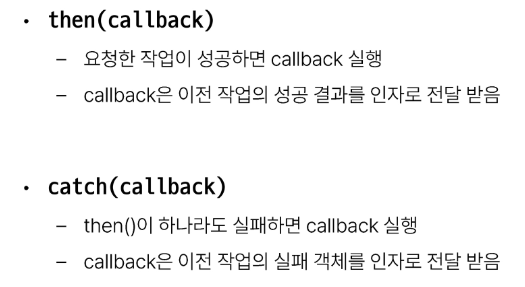 • then(callback)
– 요청한 작업이 성공하면 callback 실행
– callback은 이전 작업의 성공 결과를 인자로 전달 받음
• catch(callback)
– then()이 하나라도 실패하면 callback 실행
– callback은 이전 작업의 실패 객체를 인자로 전달 받음